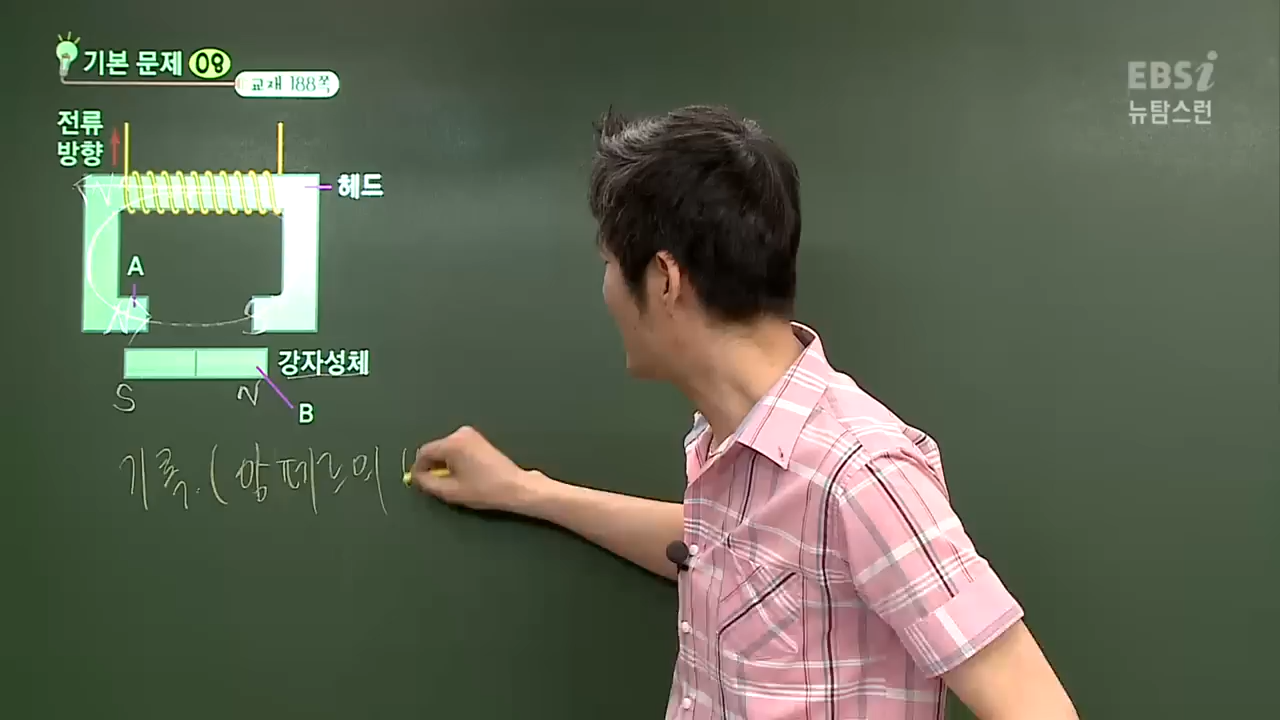 기본 문제 08
교재 188쪽
EBSi
뉴탐스런
전류
방향
헤드
N
A
N
S
강자성체
S
N
B
기록. ( 암페르의